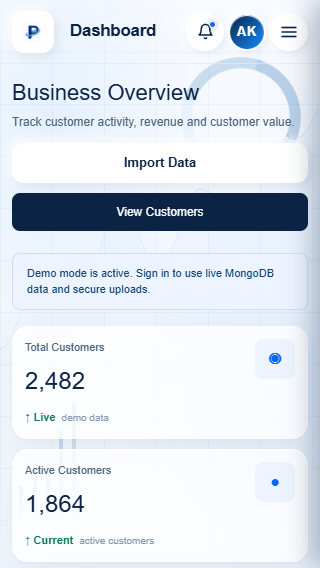 P
Dashboard
AK
Business Overview
Track customer activity, revenue and customer value.
Import Data
View Customers
Demo mode is active. Sign in to use live MongoDB
data and secure uploads.
Total Customers
2,482
↑ Live demo data
Active Customers
1,864
↑ Current active customers